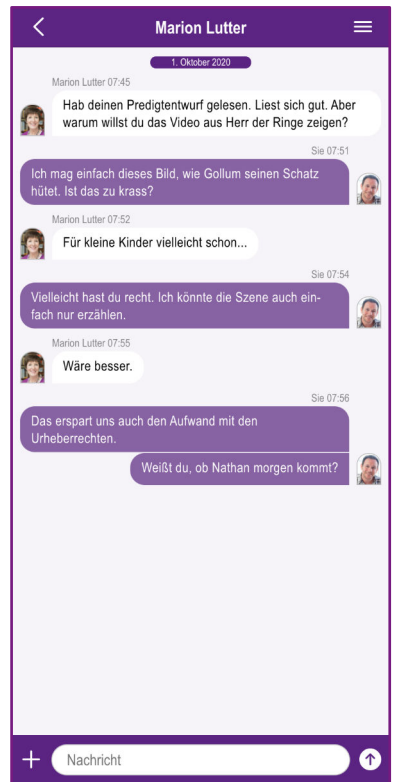 Marion Lutter
1. Oktober 2020
Marion Lutter 07:45
Hab deinen Predigtentwurf gelesen. Liest sich gut. Aber
warum willst du das Video aus Herr der Ringe zeigen?
Sie 07:51
Ich mag einfach dieses Bild, wie Gollum seinen Schatz
hütet. Ist das zu krass?
Marion Lutter 07:52
Für kleine Kinder vielleicht schon...
Sie 07:54
Vielleicht hast du recht. Ich könnte die Szene auch ein-
fach nur erzählen.
Marion Lutter 07:55
Wäre besser.
Sie 07:56
Das erspart uns auch den Aufwand mit den
Urheberrechten.
Weißt du, ob Nathan morgen kommt?
Nachricht